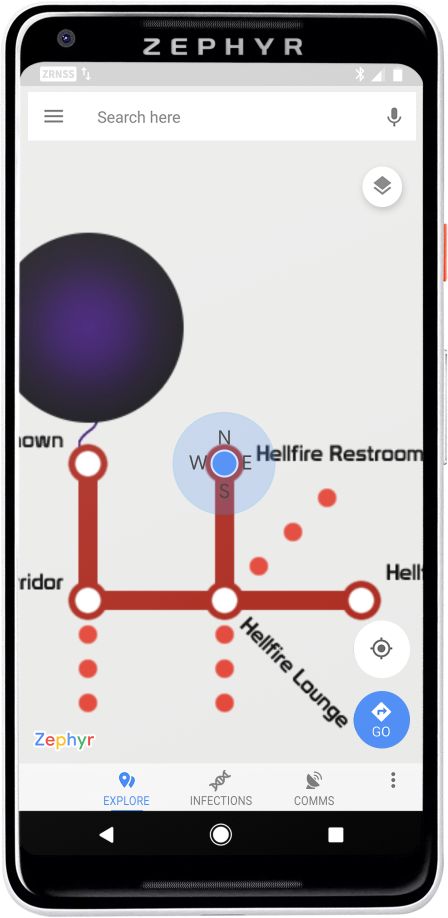 ZEPHYR
ZRNSS
Search here
nown
N
W E
S
Hellfire Restroom
rridor
Hellf
Hellfire Lounge
GO
Zephyr
EXPLORE
INFECTIONS
COMMS